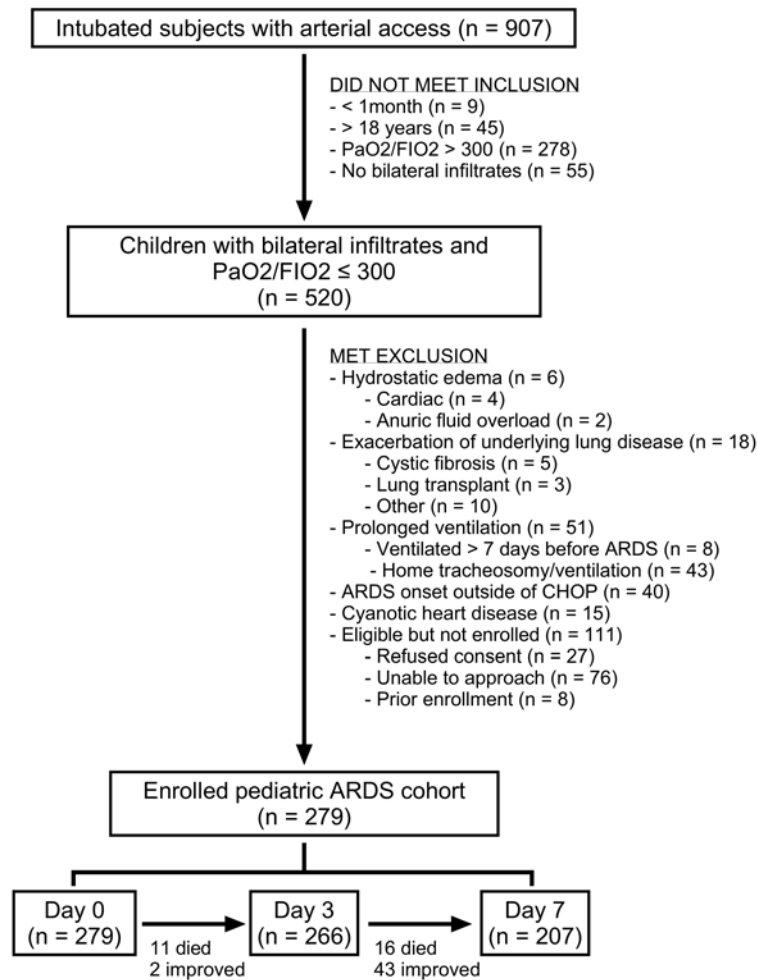 Intubated subjects with arterial access (n = 907)
DID NOT MEET INCLUSION
- < 1month (n = 9)
- > 18 years (n = 45)
- PaO2/FIO2 > 300 (n = 278)
- No bilateral infiltrates (n = 55)
Children with bilateral infiltrates and
PaO2/FIO2 ≤ 300
(n = 520)
MET EXCLUSION
- Hydrostatic edema (n = 6)
- Cardiac (n = 4)
- Anuric fluid overload (n = 2)
- Exacerbation of underlying lung disease (n = 18)
- Cystic fibrosis (n = 5)
- Lung transplant (n = 3)
- Other (n = 10)
- Prolonged ventilation (n = 51)
- Ventilated > 7 days before ARDS (n = 8)
- Home tracheosomy/ventilation (n = 43)
- ARDS onset outside of CHOP (n = 40)
- Cyanotic heart disease (n = 15)
- Eligible but not enrolled (n = 111)
- Refused consent (n = 27)
- Unable to approach (n = 76)
- Prior enrollment (n = 8)
Enrolled pediatric ARDS cohort
(n = 279)
Day 0
(n = 279)
11 died
2 improved
Day 3
(n = 266)
16 died
43 improved
Day 7
(n = 207)